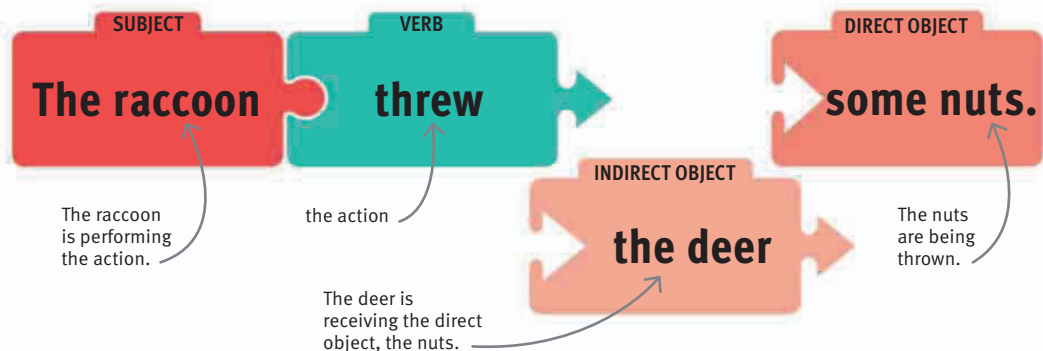 SUBJECT
The raccoon
VERB
threw
INDIRECT OBJECT
the deer
DIRECT OBJECT
some nuts.
The raccoon
is performing
the action.
the action
The deer is
receiving the direct
object, the nuts.
The nuts
are being
thrown.